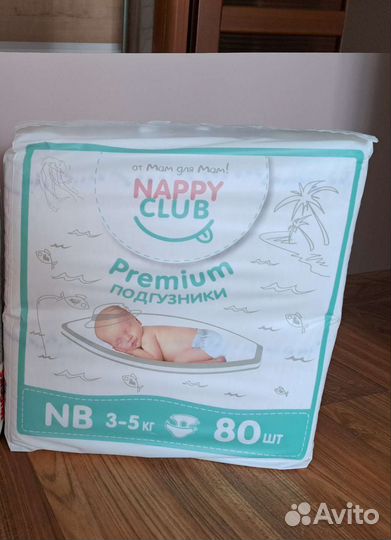 от Мам для Мам!
NAPPY
CLUB
Premium
ПОДГУЗНИКИ
NB 3-5 кг 80 шт
Avito